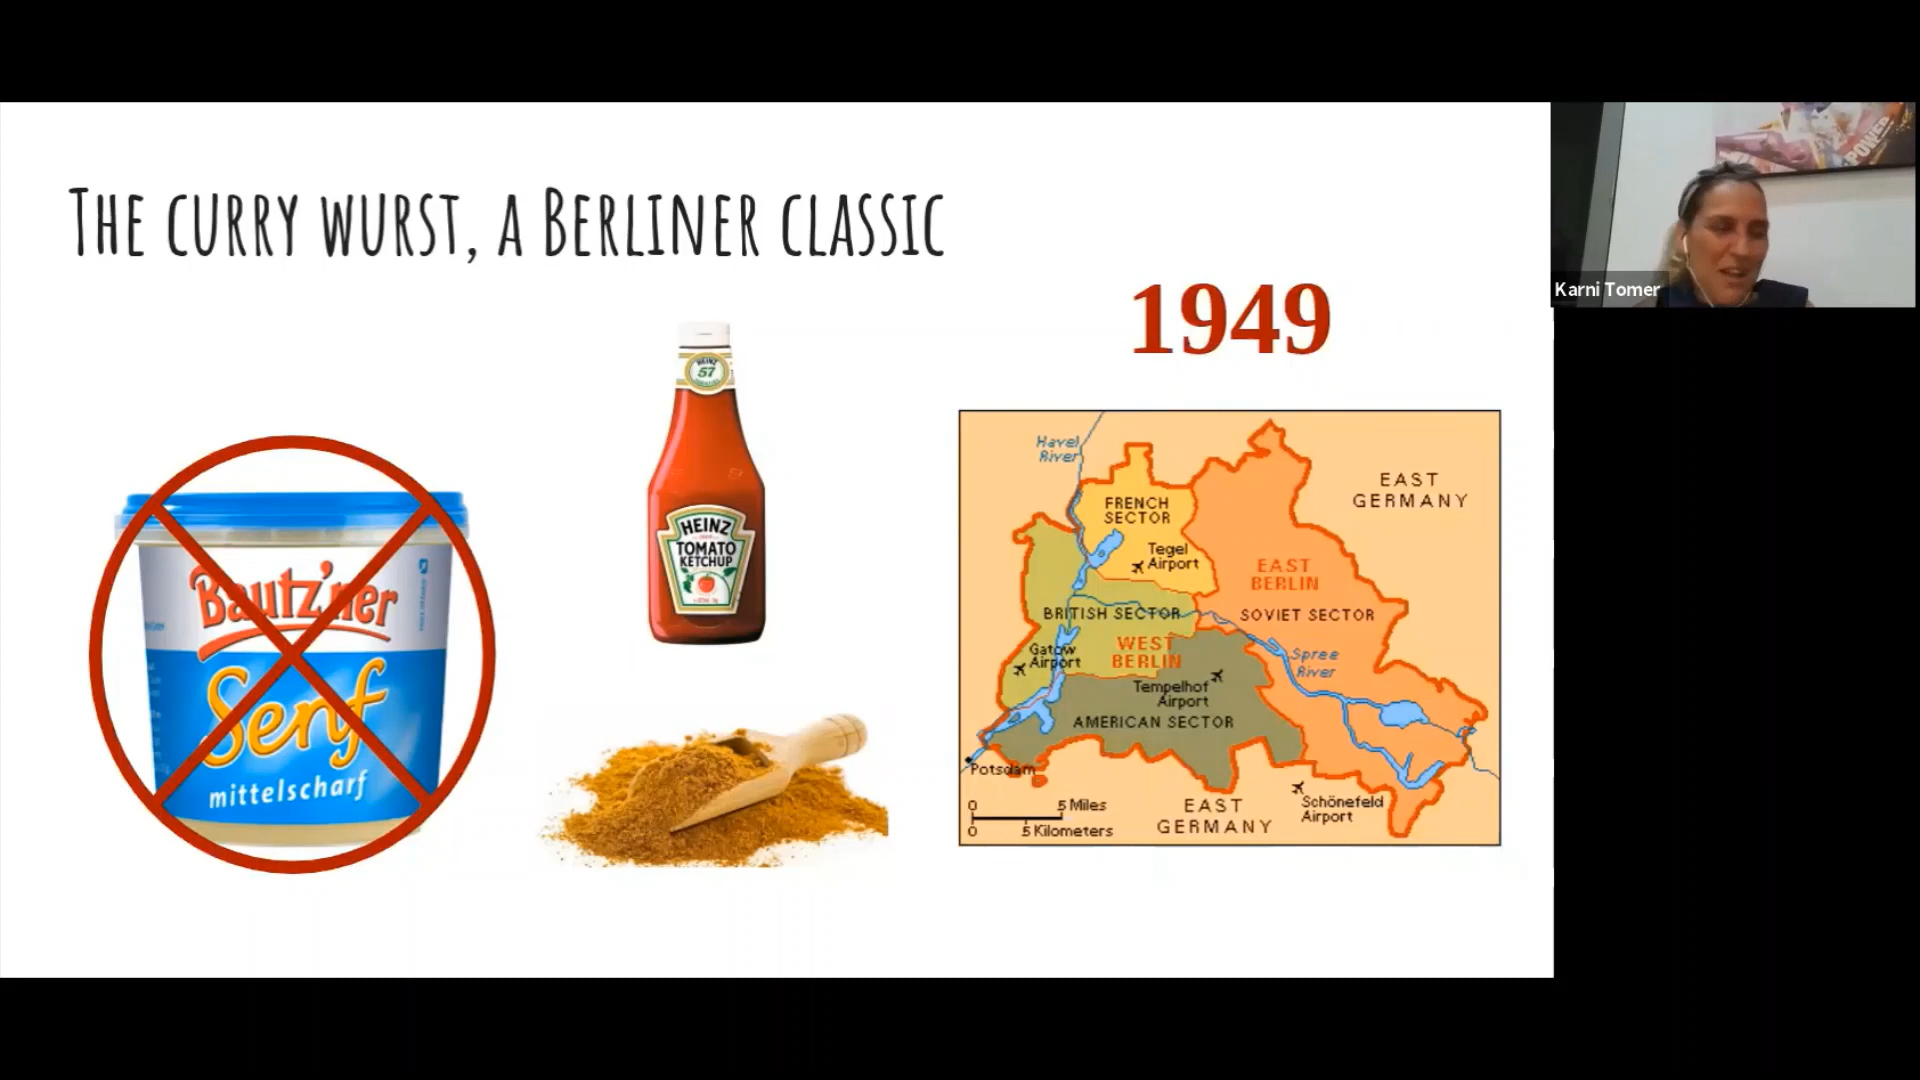 THE CURRY WURST, A BERLINER CLASSIC
1949
HEINZ
57
HEINZ
TOMATO
KETCHUP
Bautz'ner
Senf
mittelscharf
Havel
River
FRENCH
SECTOR
Tegel
Airport
EAST
GERMANY
EAST
BERLIN
BRITISH SECTOR
SOVIET SECTOR
WEST
BERLIN
Gatow
Airport
Spree
River
Tempelhof
Airport
AMERICAN SECTOR
Potsdam
0 5 Miles
0 5 Kilometers
EAST
GERMANY
Schönefeld
Airport
POWER
Karni Tomer